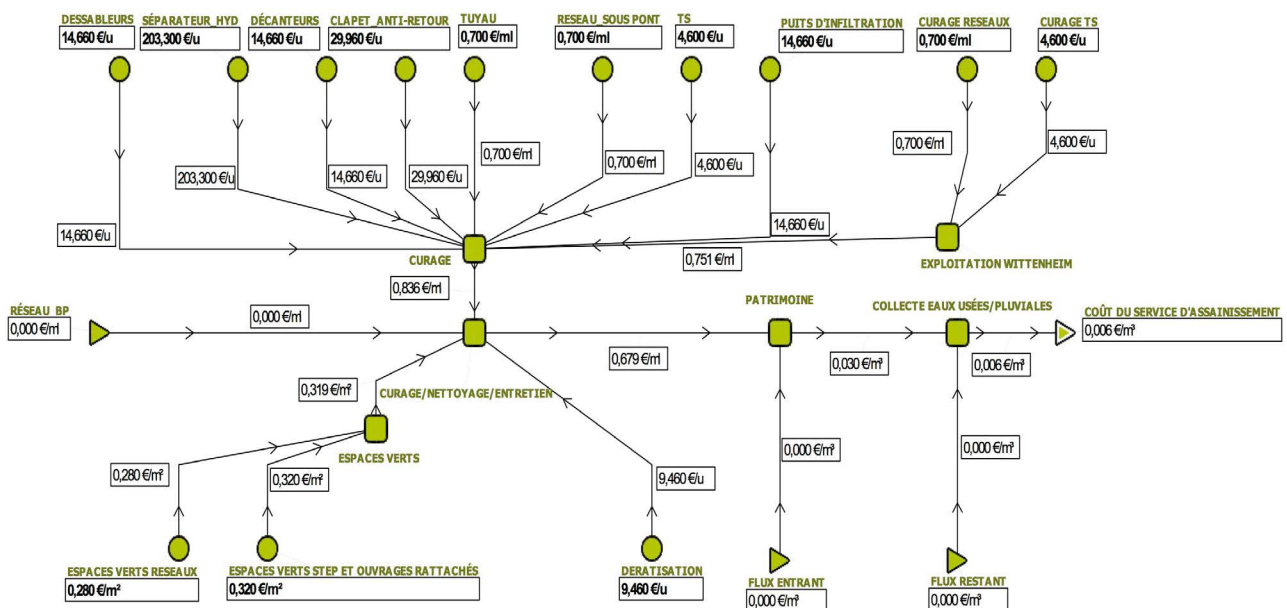 DESSABLEURS
14,660 €/u
SÉPARATEUR_HYD
203,300 €/u
DÉCANTEURS
14,660 €/u
CLAPET_ANTI-RETOUR
29,960 €/u
TUYAU
0,700 €/ml
RESEAU_SOUS PONT
0,700 €/ml
TS
4,600 €/u
PUITS D'INFILTRATION
14,660 €/u
CURAGE RESEAUX
0,700 €/ml
CURAGE TS
4,600 €/u
203,300 €/u
14,660 €/u
29,960 €/u
0,700 €/ml
0,700 €/ml
4,600 €/u
0,700 €/ml
4,600 €/u
14,660 €/u
14,660 €/u
CURAGE
0,751 €/ml
EXPLOITATION WITTENHEIM
0,836 €/ml
RÉSEAU_BP
0,000 €/ml
0,000 €/ml
PATRIMOINE
COLLECTE EAUX USÉES/PLUVIALES
COÛT DU SERVICE D'ASSAINISSEMENT
0,006 €/m³
0,679 €/ml
0,030 €/m³
0,006 €/m³
0,319 €/m²
CURAGE/NETTOYAGE/ENTRETIEN
ESPACES VERTS
0,280 €/m²
0,320 €/m²
9,460 €/u
0,000 €/m³
0,000 €/m³
ESPACES VERTS RESEAUX
0,280 €/m²
ESPACES VERTS STEP ET OUVRAGES RATTACHÉS
0,320 €/m²
DERATISATION
9,460 €/u
FLUX ENTRANT
0,000 €/m³
FLUX RESTANT
0,000 €/m³